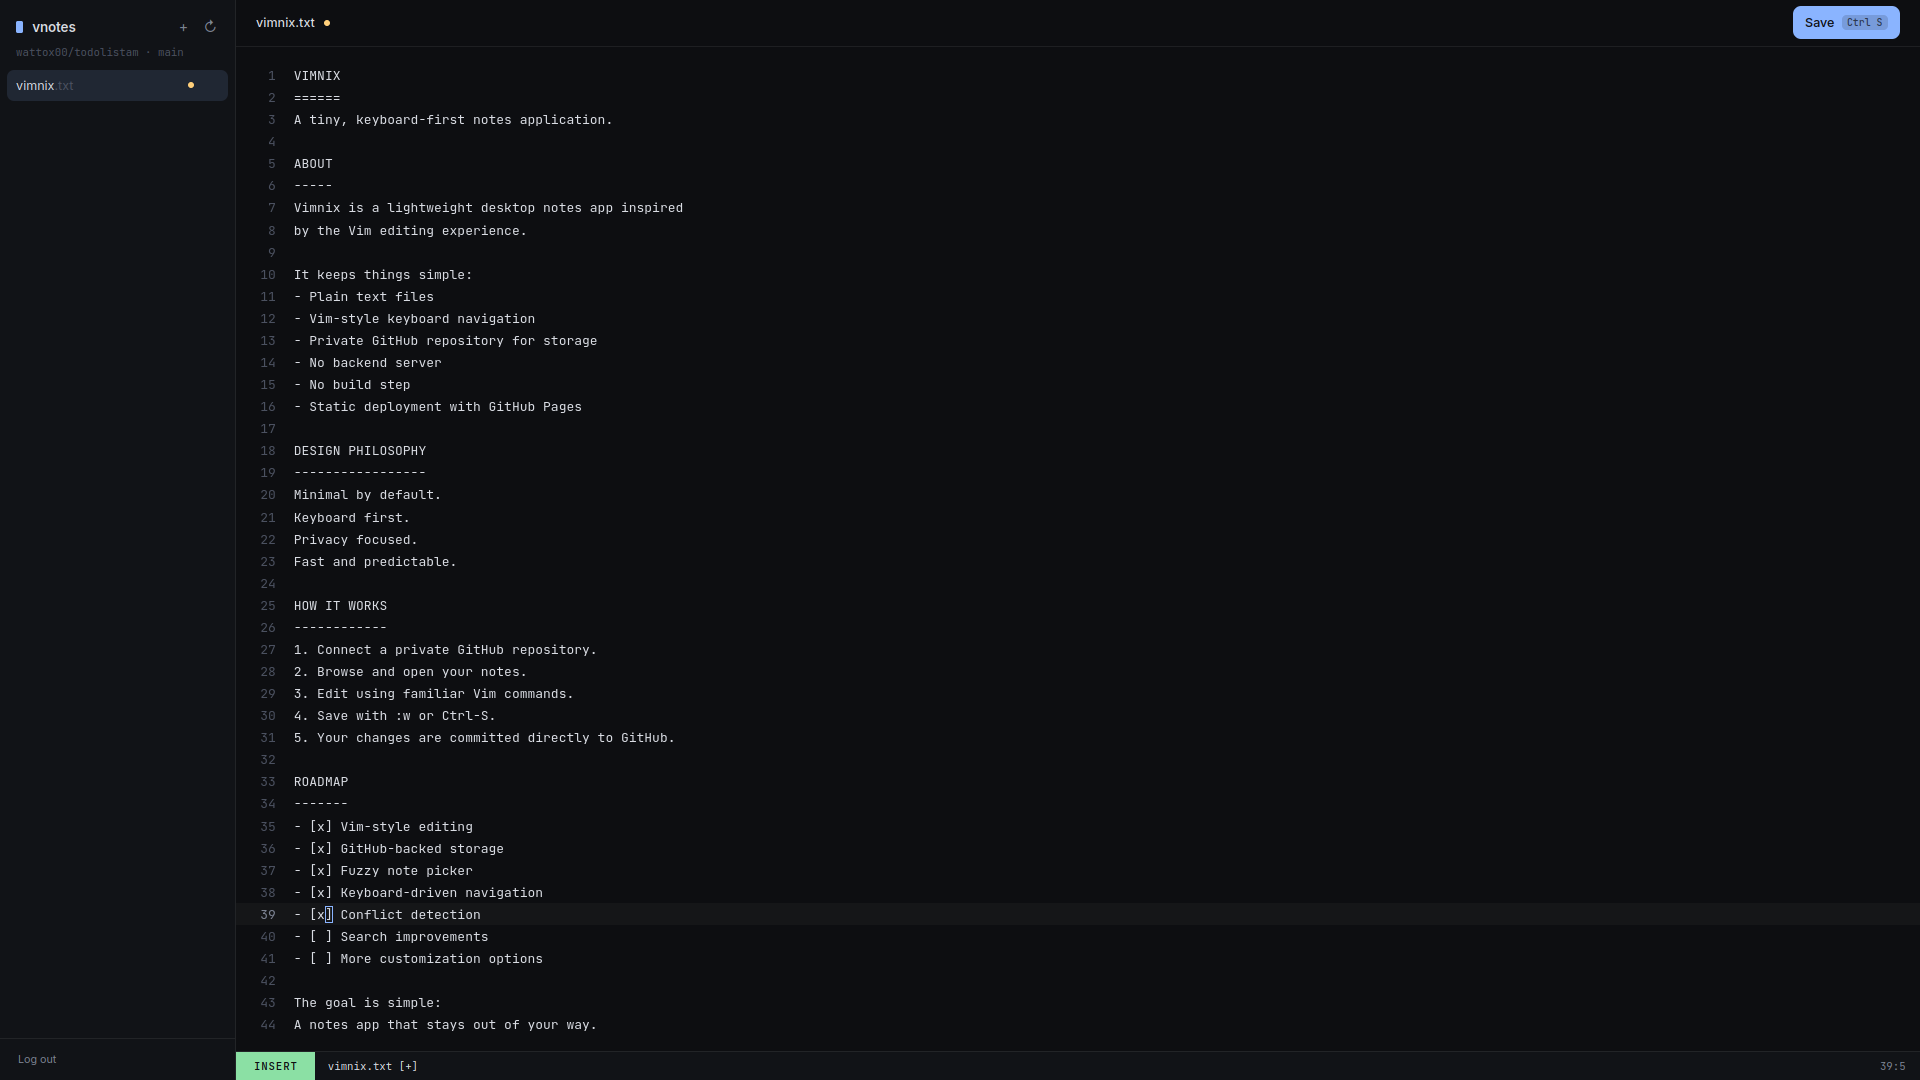 vnotes
+
wattox00/todolistam · main
vimnix.txt
Log out
vimnix.txt
Save Ctrl S
1 VIMNIX
2 ======
3 A tiny, keyboard-first notes application.
4
5 ABOUT
6 -----
7 Vimnix is a lightweight desktop notes app inspired
8 by the Vim editing experience.
9
10 It keeps things simple:
11 - Plain text files
12 - Vim-style keyboard navigation
13 - Private GitHub repository for storage
14 - No backend server
15 - No build step
16 - Static deployment with GitHub Pages
17
18 DESIGN PHILOSOPHY
19 -----------------
20 Minimal by default.
21 Keyboard first.
22 Privacy focused.
23 Fast and predictable.
24
25 HOW IT WORKS
26 ------------
27 1. Connect a private GitHub repository.
28 2. Browse and open your notes.
29 3. Edit using familiar Vim commands.
30 4. Save with :w or Ctrl-S.
31 5. Your changes are committed directly to GitHub.
32
33 ROADMAP
34 -------
35 - [x] Vim-style editing
36 - [x] GitHub-backed storage
37 - [x] Fuzzy note picker
38 - [x] Keyboard-driven navigation
39 - [x] Conflict detection
40 - [ ] Search improvements
41 - [ ] More customization options
42
43 The goal is simple:
44 A notes app that stays out of your way.
INSERT vimnix.txt [+] 39:5